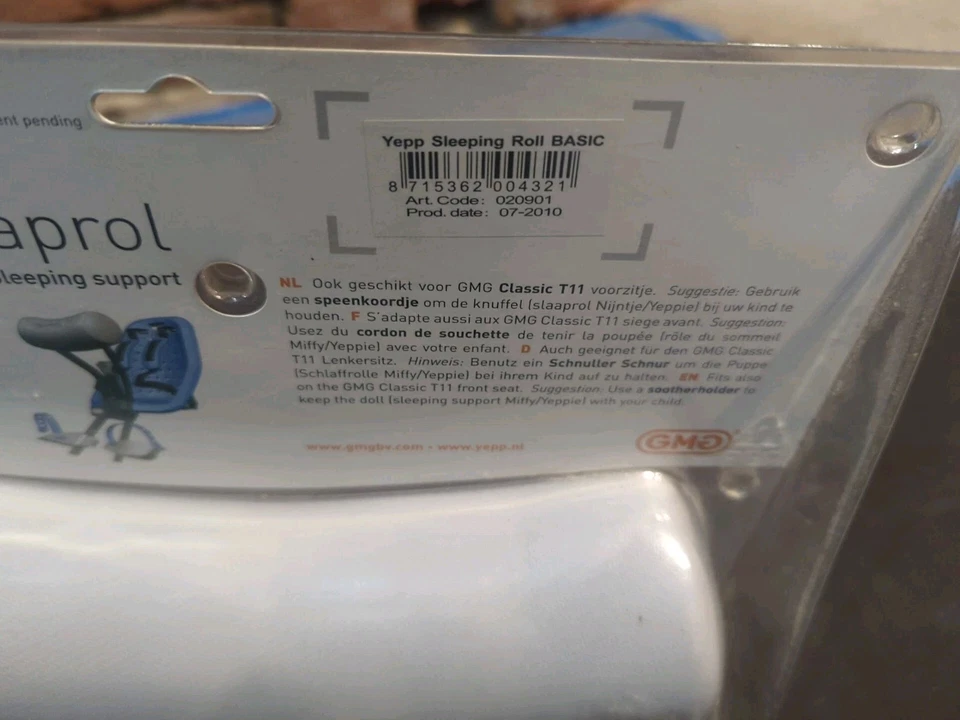 ent pending
Yepp Sleeping Roll BASIC
8 715362 004321
Art. Code: 020901
Prod. date: 07-2010
aprol
sleeping support
NL Ook geschikt voor GMG Classic T11 voorzitje. Suggestie: Gebruik
een speenkoordje om de knuffel (slaaprol Nijntje/Yeppie) bij uw kind te
houden. F S'adapte aussi aux GMG Classic T11 siege avant. Suggestion:
Usez du cordon de souchette de tenir la poupée (rôle du sommeil
Miffy/Yeppie) avec votre enfant. D Auch geeignet für den GMG Classic
T11 Lenkersitz. Hinweis: Benutz ein Schnuller Schnur um die Puppe
(Schlaffrolle Miffy/Yeppie) bei ihrem Kind auf zu halten. EN Fits also
on the GMG Classic T11 front seat. Suggestion: Use a sootherholder to
keep the doll (sleeping support Miffy/Yeppie) with your child.
www.gmgbv.com • www.yepp.nl
GMG